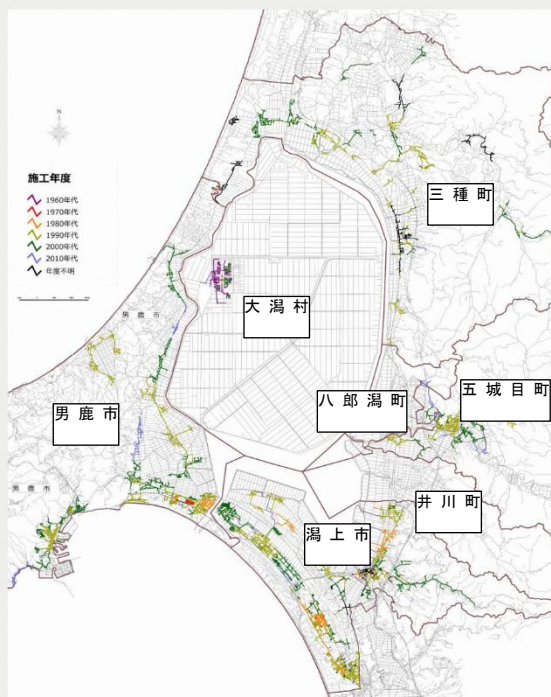 N
施工年度
1960年代
1970年代
1980年代
1990年代
2000年代
2010年代
年度不明
三種町
大潟村
男鹿市
八郎潟町
五城目町
男鹿市
男鹿市
井川町
潟上市